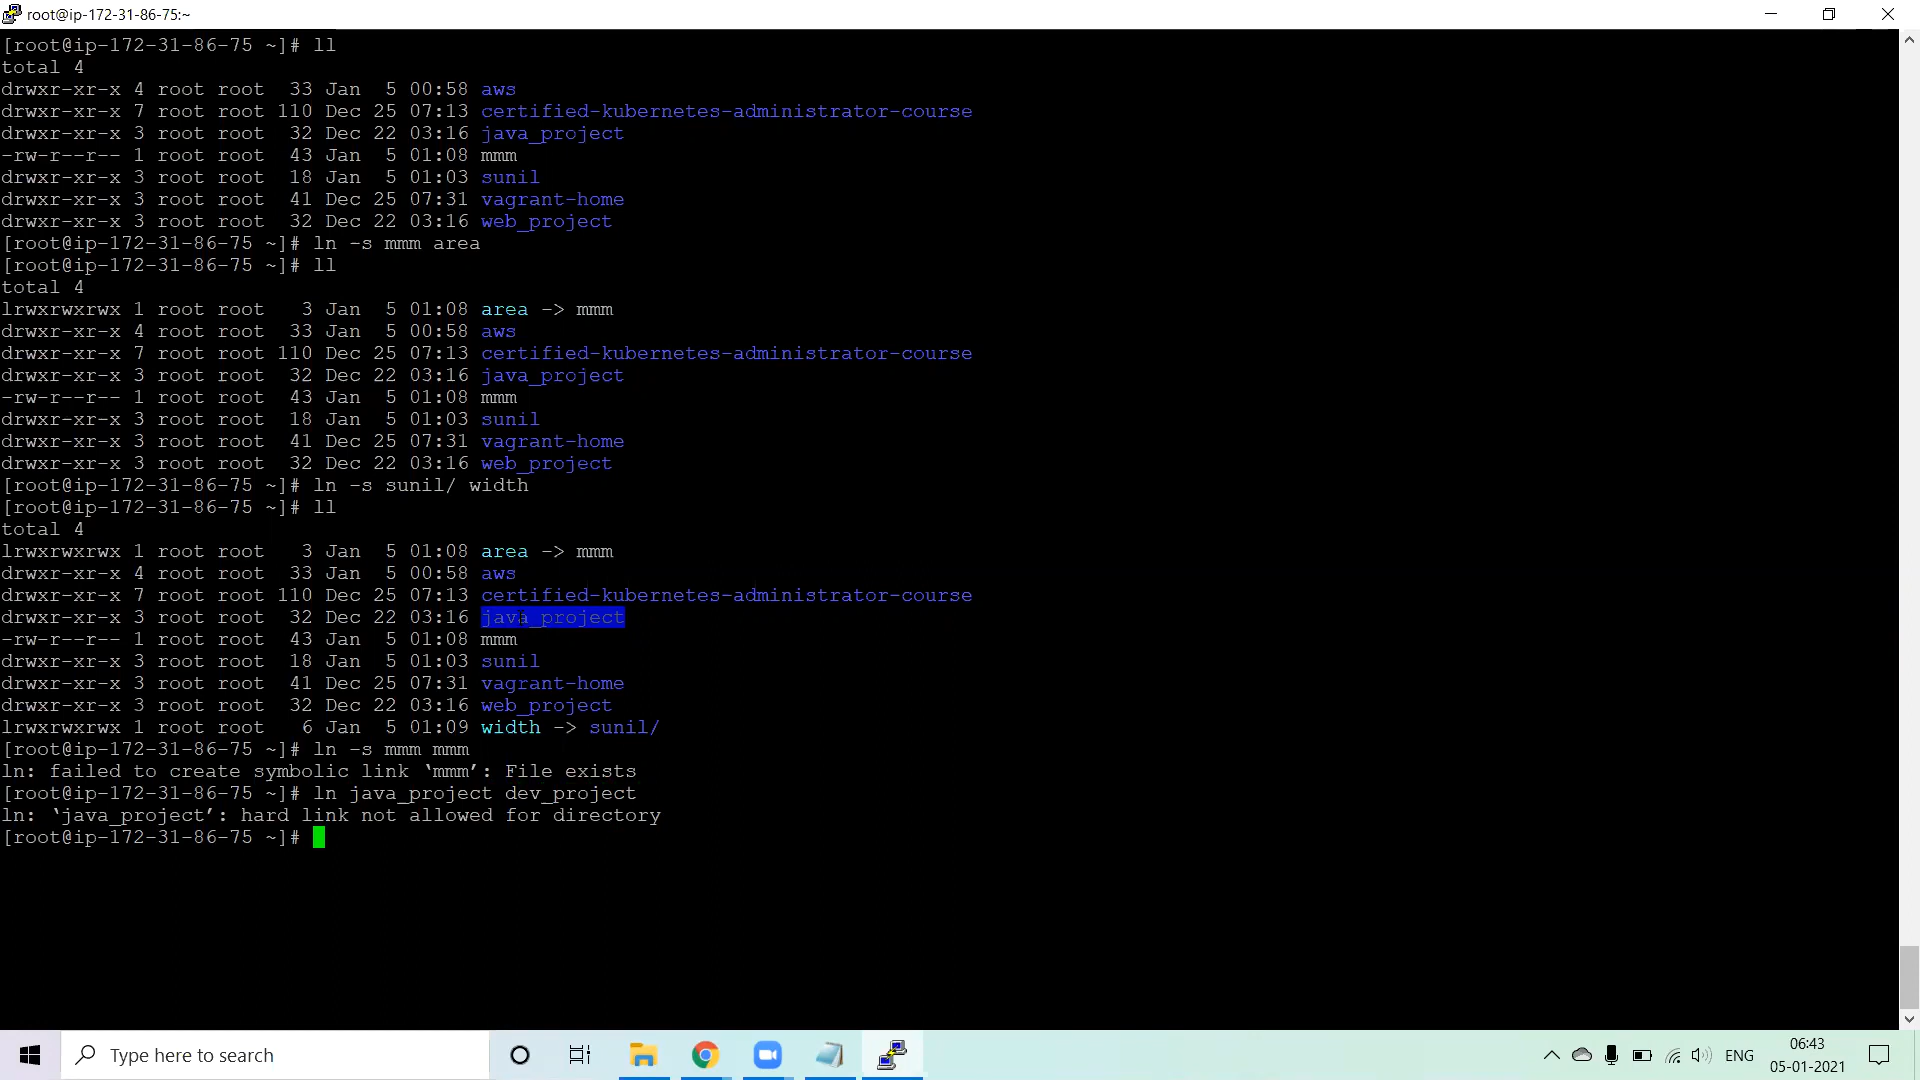 root@ip-172-31-86-75:~
[root@ip-172-31-86-75 ~]# ll
total 4
drwxr-xr-x 4 root root  33 Jan  5 00:58 aws
drwxr-xr-x 7 root root 110 Dec 25 07:13 certified-kubernetes-administrator-course
drwxr-xr-x 3 root root  32 Dec 22 03:16 java_project
-rw-r--r-- 1 root root  43 Jan  5 01:08 mmm
drwxr-xr-x 3 root root  18 Jan  5 01:03 sunil
drwxr-xr-x 3 root root  41 Dec 25 07:31 vagrant-home
drwxr-xr-x 3 root root  32 Dec 22 03:16 web_project
[root@ip-172-31-86-75 ~]# ln -s mmm area
[root@ip-172-31-86-75 ~]# ll
total 4
lrwxrwxrwx 1 root root   3 Jan  5 01:08 area -> mmm
drwxr-xr-x 4 root root  33 Jan  5 00:58 aws
drwxr-xr-x 7 root root 110 Dec 25 07:13 certified-kubernetes-administrator-course
drwxr-xr-x 3 root root  32 Dec 22 03:16 java_project
-rw-r--r-- 1 root root  43 Jan  5 01:08 mmm
drwxr-xr-x 3 root root  18 Jan  5 01:03 sunil
drwxr-xr-x 3 root root  41 Dec 25 07:31 vagrant-home
drwxr-xr-x 3 root root  32 Dec 22 03:16 web_project
[root@ip-172-31-86-75 ~]# ln -s sunil/ width
[root@ip-172-31-86-75 ~]# ll
total 4
lrwxrwxrwx 1 root root   3 Jan  5 01:08 area -> mmm
drwxr-xr-x 4 root root  33 Jan  5 00:58 aws
drwxr-xr-x 7 root root 110 Dec 25 07:13 certified-kubernetes-administrator-course
drwxr-xr-x 3 root root  32 Dec 22 03:16 java_project
-rw-r--r-- 1 root root  43 Jan  5 01:08 mmm
drwxr-xr-x 3 root root  18 Jan  5 01:03 sunil
drwxr-xr-x 3 root root  41 Dec 25 07:31 vagrant-home
drwxr-xr-x 3 root root  32 Dec 22 03:16 web_project
lrwxrwxrwx 1 root root   6 Jan  5 01:09 width -> sunil/
[root@ip-172-31-86-75 ~]# ln -s mmm mmm
ln: failed to create symbolic link ‘mmm’: File exists
[root@ip-172-31-86-75 ~]# ln java_project dev_project
ln: ‘java_project’: hard link not allowed for directory
[root@ip-172-31-86-75 ~]#
Type here to search
ENG
06:43
05-01-2021